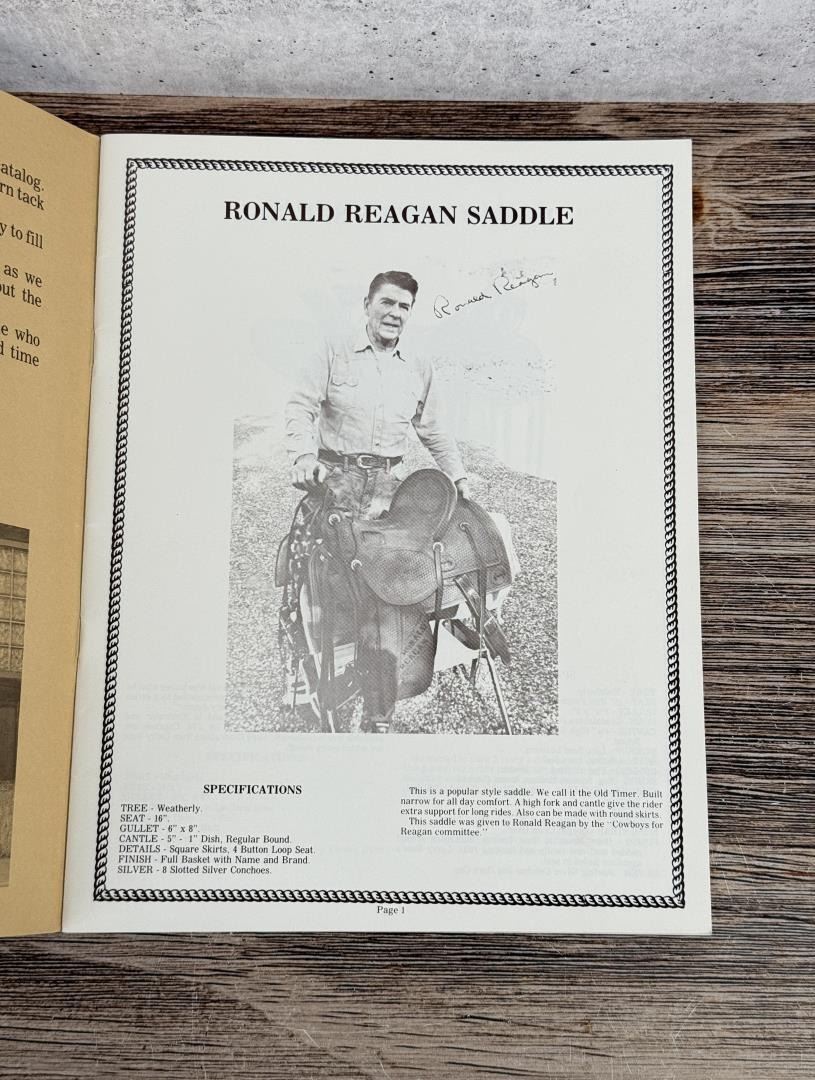 atalog.
rn tack
y to fill
as we
out the
e who
d time
RONALD REAGAN SADDLE
Ronald Reagan
SPECIFICATIONS
TREE - Weatherly.
SEAT - 16".
GULLET - 6" x 8".
CANTLE - 5" - 1" Dish, Regular Bound.
DETAILS - Square Skirts, 4 Button Loop Seat.
FINISH - Full Basket with Name and Brand.
SILVER - 8 Slotted Silver Conchoes.
This is a popular style saddle. We call it the Old Timer. Built
narrow for all day comfort. A high fork and cantle give the rider
extra support for long rides. Also can be made with round skirts.
This saddle was given to Ronald Reagan by the "Cowboys for
Reagan committee."
Page 1